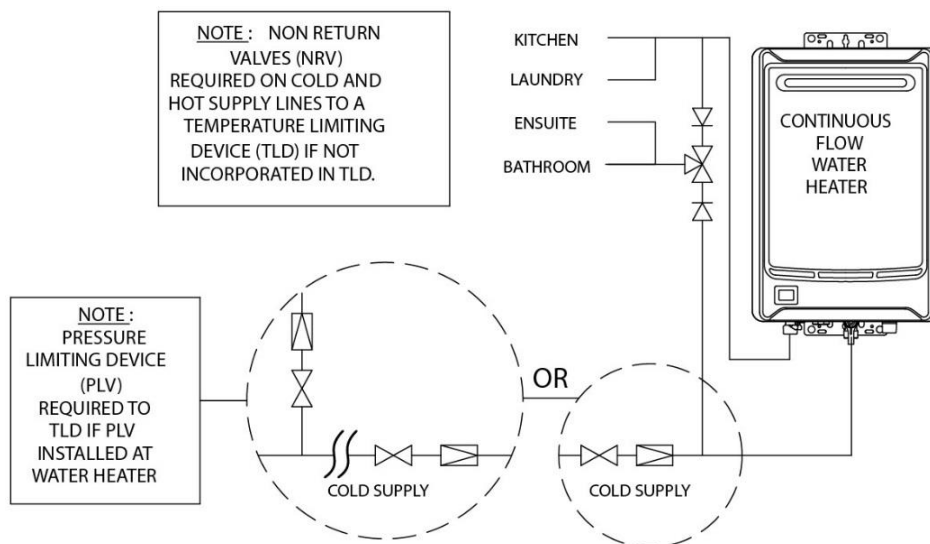 NOTE : NON RETURN
VALVES (NRV)
REQUIRED ON COLD AND
HOT SUPPLY LINES TO A
TEMPERATURE LIMITING
DEVICE (TLD) IF NOT
INCORPORATED IN TLD.
KITCHEN
LAUNDRY
ENSUITE
BATHROOM
CONTINUOUS
FLOW
WATER
HEATER
NOTE :
PRESSURE
LIMITING DEVICE
(PLV)
REQUIRED TO
TLD IF PLV
INSTALLED AT
WATER HEATER
OR
COLD SUPPLY
COLD SUPPLY